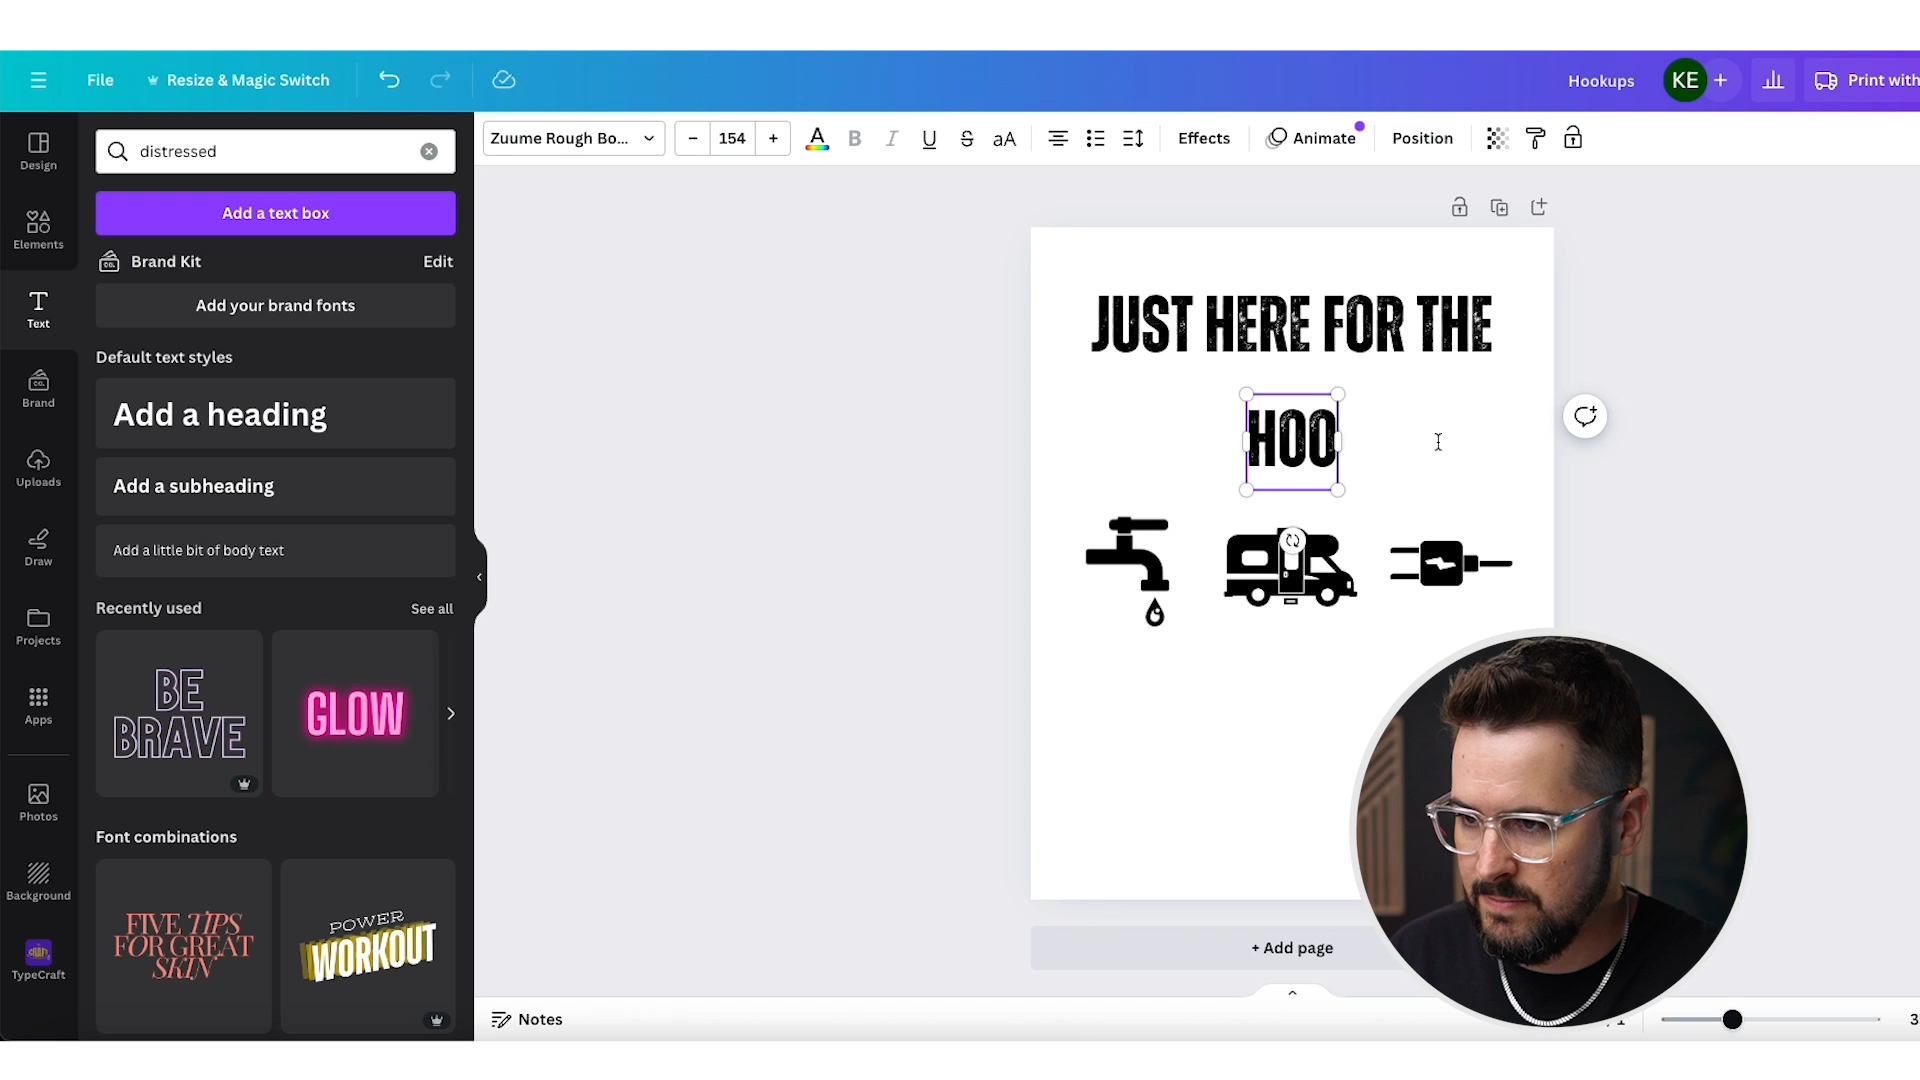 File
Resize & Magic Switch
Hookups
KE
+
Print with
Design
Elements
Text
Brand
Uploads
Draw
Projects
Apps
Photos
Background
TypeCraft
distressed
Add a text box
CO.
Brand Kit
Edit
Add your brand fonts
Default text styles
Add a heading
Add a subheading
Add a little bit of body text
Recently used
See all
BE
BRAVE
GLOW
Font combinations
FIVE TIPS
FOR GREAT
SKIN
POWER
WORKOUT
Zuume Rough Bo...
− 154 +
A B I U S aA
Effects
Animate
Position
JUST HERE FOR THE
HOO
+ Add page
Notes